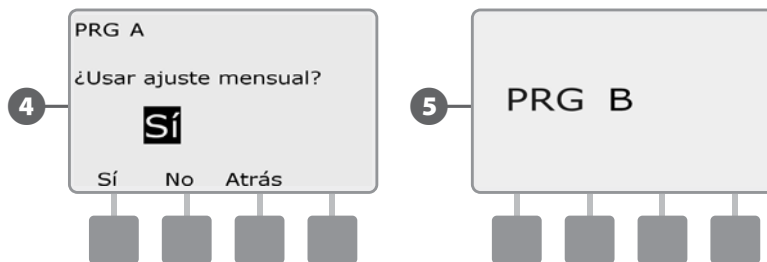 PRG A
¿Usar ajuste mensual?
4
Sí
Sí No Atrás
5
PRG B